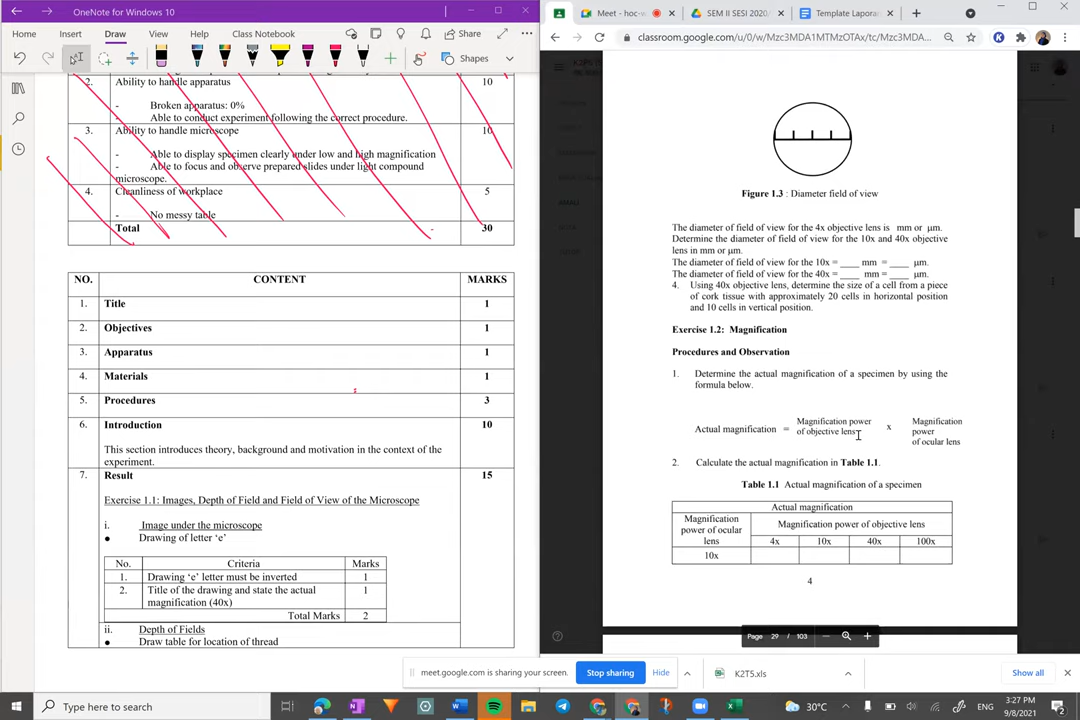 OneNote for Windows 10
Home
Insert
Draw
View
Help
Class Notebook
Share
Shapes
2.
Ability to handle apparatus
10
- Broken apparatus: 0%
- Able to conduct experiment following the correct procedure.
3.
Ability to handle microscope
10
- Able to display specimen clearly under low and high magnification
- Able to focus and observe prepared slides under light compound
microscope.
4.
Cleanliness of workplace
5
- No messy table
Total
30
NO.
CONTENT
MARKS
1.
Title
1
2.
Objectives
1
3.
Apparatus
1
4.
Materials
1
5.
Procedures
3
6.
Introduction
10
This section introduces theory, background and motivation in the context of the
experiment.
7.
Result
15
Exercise 1.1: Images, Depth of Field and Field of View of the Microscope
i. Image under the microscope
● Drawing of letter ‘e’
No.
Criteria
Marks
1.
Drawing ‘e’ letter must be inverted
1
2.
Title of the drawing and state the actual
magnification (40x)
1
Total Marks
2
ii. Depth of Fields
● Draw table for location of thread
Meet - hoc-w
SEM II SESI 2020/
Template Lapora
classroom.google.com/u/0/w/Mzc3MDA1MTMzOTAx/tc/Mzc3MDA...
K2PS T5
Figure 1.3 : Diameter field of view
The diameter of field of view for the 4x objective lens is mm or µm.
Determine the diameter of field of view for the 10x and 40x objective
lens in mm or µm.
The diameter of field of view for the 10x = ____ mm = ____ µm.
The diameter of field of view for the 40x = ____ mm = ____ µm.
4. Using 40x objective lens, determine the size of a cell from a piece
of cork tissue with approximately 20 cells in horizontal position
and 10 cells in vertical position.
Exercise 1.2: Magnification
Procedures and Observation
1. Determine the actual magnification of a specimen by using the
formula below.
Actual magnification =
Magnification power
of objective lens
x
Magnification
power
of ocular lens
2. Calculate the actual magnification in Table 1.1.
Table 1.1 Actual magnification of a specimen
Actual magnification
Magnification
power of ocular
lens
Magnification power of objective lens
4x
10x
40x
100x
10x
4
Page 29 / 103
meet.google.com is sharing your screen.
Stop sharing
Hide
K2T5.xls
Show all
Type here to search
30°C
ENG
3:27 PM
9/8/2021
2